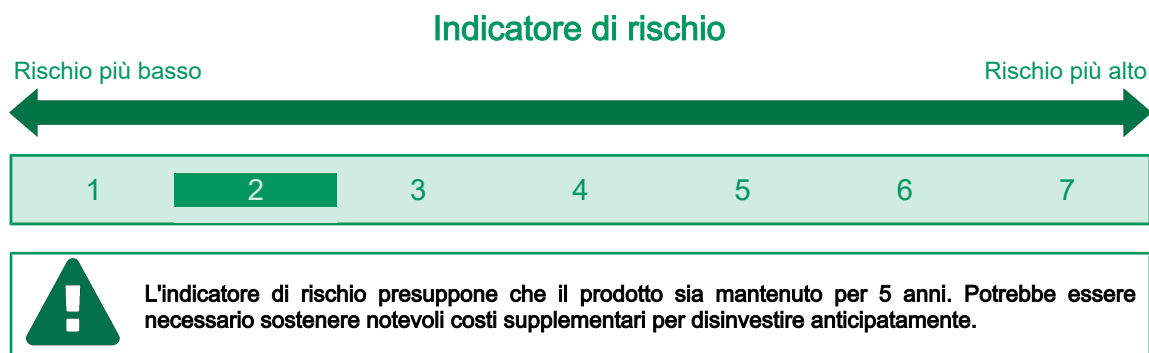 Indicatore di rischio
Rischio più basso Rischio più alto
1 2 3 4 5 6 7
L'indicatore di rischio presuppone che il prodotto sia mantenuto per 5 anni. Potrebbe essere
necessario sostenere notevoli costi supplementari per disinvestire anticipatamente.